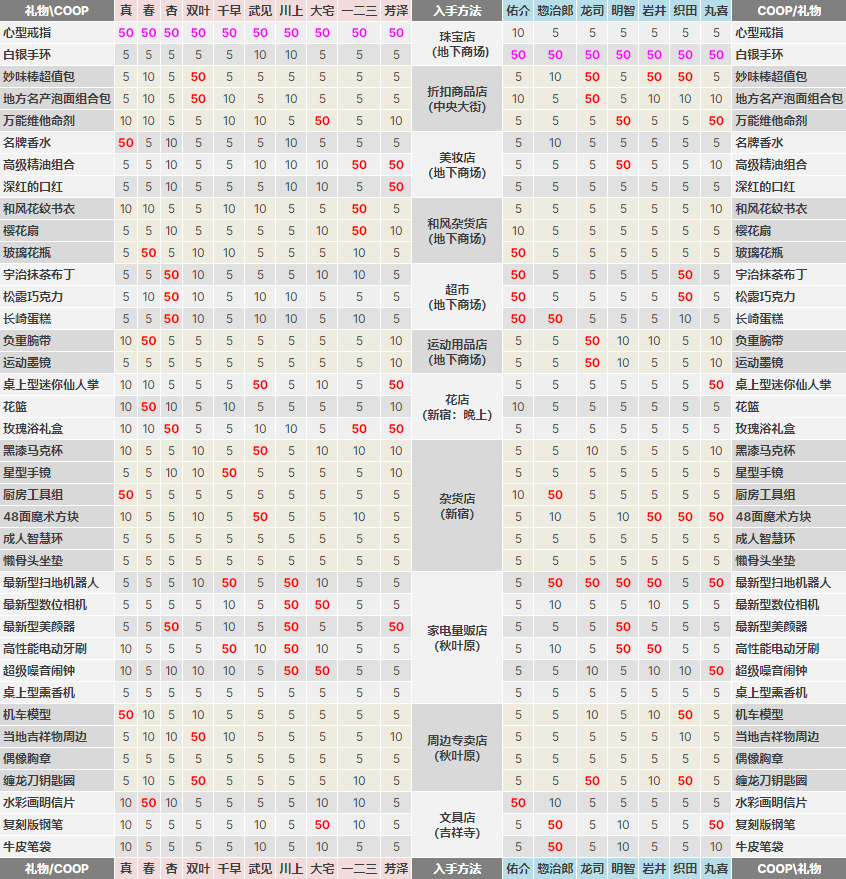 礼物\COOP 真 春 杏 双叶 千早 武见 川上 大宅 一二三 芳泽 入手方法 佑介 惣治郎 龙司 明智 岩井 织田 丸喜 COOP/礼物
心型戒指 50 50 50 50 50 50 50 50 50 50 珠宝店 (地下商场) 10 5 5 5 5 5 5 心型戒指
白银手环 5 5 5 5 5 10 10 5 5 5 50 50 50 50 50 50 50 白银手环
妙味棒超值包 5 10 5 50 5 5 5 5 5 5 折扣商品店 (中央大街) 5 10 50 5 50 50 5 妙味棒超值包
地方名产泡面组合包 5 10 5 50 10 5 10 5 5 5 10 5 50 5 10 10 10 地方名产泡面组合包
万能维他命剂 5 10 5 5 10 10 5 50 5 10 5 5 5 50 5 5 50 万能维他命剂
名牌香水 50 5 10 5 5 5 10 5 5 5 美妆店 (地下商场) 5 10 5 5 5 5 5 名牌香水
高级精油组合 5 5 10 5 5 10 10 10 50 50 5 5 5 50 5 5 10 高级精油组合
深红的口红 5 5 10 5 5 10 10 10 5 50 5 5 5 5 5 5 5 深红的口红
和风花纹书衣 10 10 5 5 10 10 5 5 50 5 和风杂货店 (地下商场) 5 5 5 5 5 5 10 和风花纹书衣
樱花扇 5 5 10 5 5 5 5 10 50 10 10 5 5 5 5 5 5 樱花扇
玻璃花瓶 5 50 5 10 10 5 5 5 10 5 50 5 5 5 5 5 5 玻璃花瓶
宇治抹茶布丁 5 5 50 10 5 5 5 10 10 5 超市 (地下商场) 50 5 5 5 5 50 5 宇治抹茶布丁
松露巧克力 5 10 50 10 5 10 10 5 5 5 50 5 5 5 5 50 5 松露巧克力
长崎蛋糕 5 5 50 10 5 10 10 5 10 5 50 50 5 5 5 10 5 长崎蛋糕
负重腕带 10 50 5 5 5 5 5 5 5 10 运动用品店 (地下商场) 5 5 50 10 10 5 10 负重腕带
运动墨镜 5 5 5 5 5 5 5 5 5 10 5 5 50 10 5 5 10 运动墨镜
桌上型迷你仙人掌 10 10 5 5 5 50 5 10 5 50 花店 (新宿：晚上) 5 5 5 5 5 5 50 桌上型迷你仙人掌
花篮 10 50 10 5 10 5 5 5 5 10 10 5 5 5 5 5 5 花篮
玫瑰浴礼盒 10 10 50 5 5 10 10 5 50 50 5 5 5 5 5 5 5 玫瑰浴礼盒
黑漆马克杯 10 5 5 10 5 50 5 10 10 10 杂货店 (新宿) 5 5 10 5 5 5 10 黑漆马克杯
星型手镜 5 5 10 10 50 5 5 5 5 10 5 5 5 5 5 5 5 星型手镜
厨房工具组 50 5 5 5 5 5 5 5 5 5 10 50 5 5 5 5 5 厨房工具组
48面魔术方块 10 5 5 10 5 50 5 5 10 5 5 10 5 10 50 50 50 48面魔术方块
成人智慧环 5 5 5 5 5 5 5 5 5 5 5 5 5 5 5 5 5 成人智慧环
懒骨头坐垫 5 5 5 5 5 5 5 5 5 5 5 5 5 5 5 5 5 懒骨头坐垫
最新型扫地机器人 5 5 5 10 50 5 50 10 5 5 家电量贩店 (秋叶原) 5 50 50 50 50 5 50 最新型扫地机器人
最新型数位相机 5 5 5 5 10 5 50 50 5 5 5 10 5 5 10 5 5 最新型数位相机
最新型美颜器 5 5 50 5 10 5 50 5 5 50 5 5 5 50 5 5 5 最新型美颜器
高性能电动牙刷 10 5 5 5 50 10 50 5 5 5 5 10 5 50 50 5 5 高性能电动牙刷
超级噪音闹钟 10 5 10 10 10 5 50 50 5 5 5 5 10 5 10 10 50 超级噪音闹钟
桌上型熏香机 5 5 5 5 5 5 5 5 5 5 5 5 5 5 5 5 5 桌上型熏香机
机车模型 50 10 5 10 5 5 5 5 5 5 周边专卖店 (秋叶原) 5 5 10 5 10 50 5 机车模型
当地吉祥物周边 5 10 10 50 10 5 5 5 5 10 5 5 5 5 5 10 5 当地吉祥物周边
偶像胸章 5 5 5 5 5 5 5 5 5 5 5 5 5 5 5 5 5 偶像胸章
缠龙刀钥匙圈 5 10 5 50 5 5 5 5 10 5 5 5 50 5 10 50 5 缠龙刀钥匙圈
水彩画明信片 10 50 10 5 5 5 5 10 10 5 文具店 (吉祥寺) 50 10 5 5 5 5 5 水彩画明信片
复刻版钢笔 10 5 5 5 5 10 5 50 10 5 5 50 5 10 5 5 50 复刻版钢笔
牛皮笔袋 10 5 5 5 5 10 5 10 10 5 5 50 5 10 5 5 10 牛皮笔袋
礼物/COOP 真 春 杏 双叶 千早 武见 川上 大宅 一二三 芳泽 入手方法 佑介 惣治郎 龙司 明智 岩井 织田 丸喜 COOP\礼物